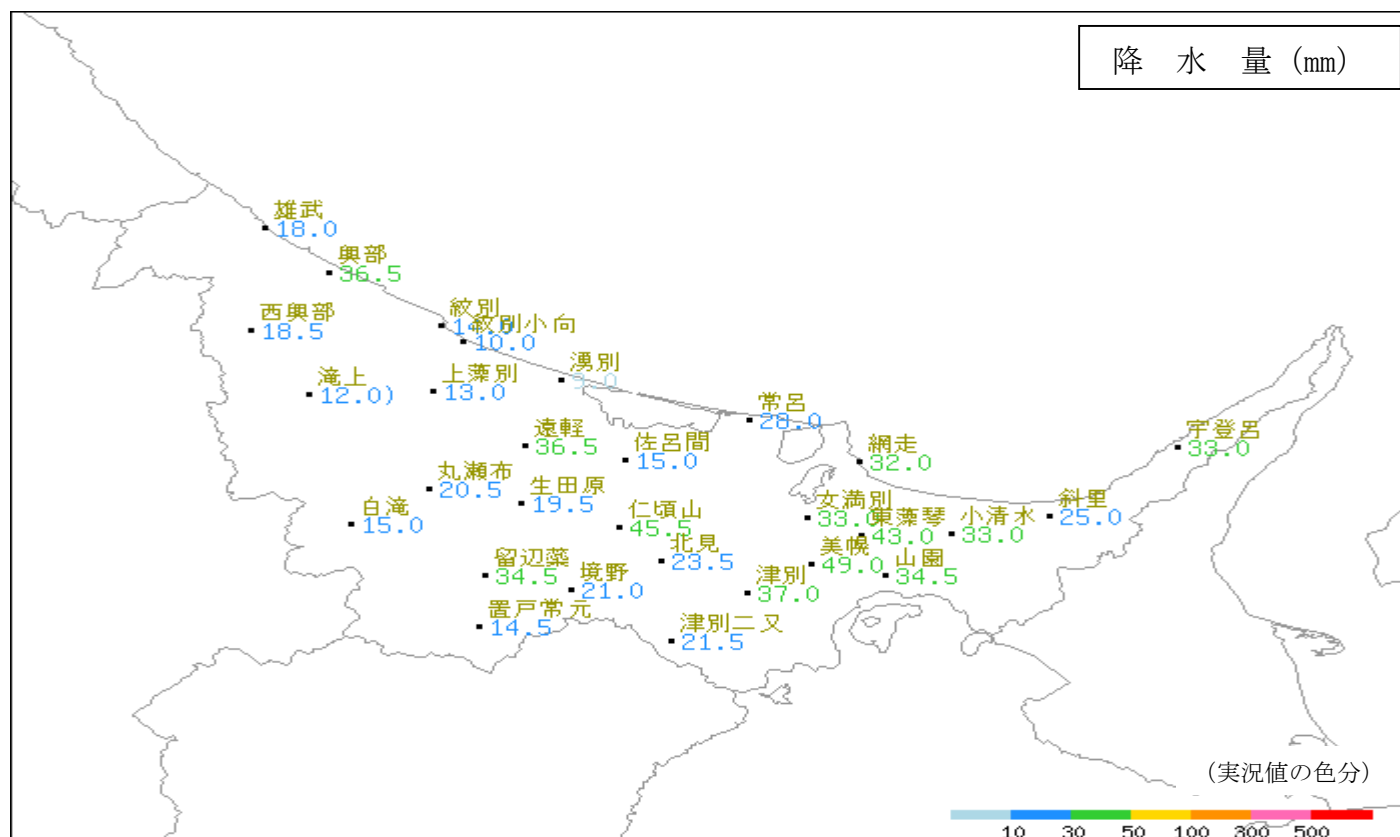 降 水 量 (mm)
雄武
18.0
興部
36.5
西興部
18.5
紋別
紋別小向
10.0
滝上
12.0)
上藻別
13.0
湧別
常呂
28.0
遠軽
36.5
佐呂間
15.0
網走
32.0
宇登呂
33.0
丸瀬布
20.5
生田原
19.5
白滝
15.0
仁頃山
45.5
女満別
33.0
東藻琴
43.0
小清水
33.0
斜里
25.0
北見
23.5
美幌
49.0
山園
34.5
留辺蘂
34.5
境野
21.0
津別
37.0
置戸常元
14.5
津別二又
21.5
(実況値の色分)
10 30 50 100 300 500